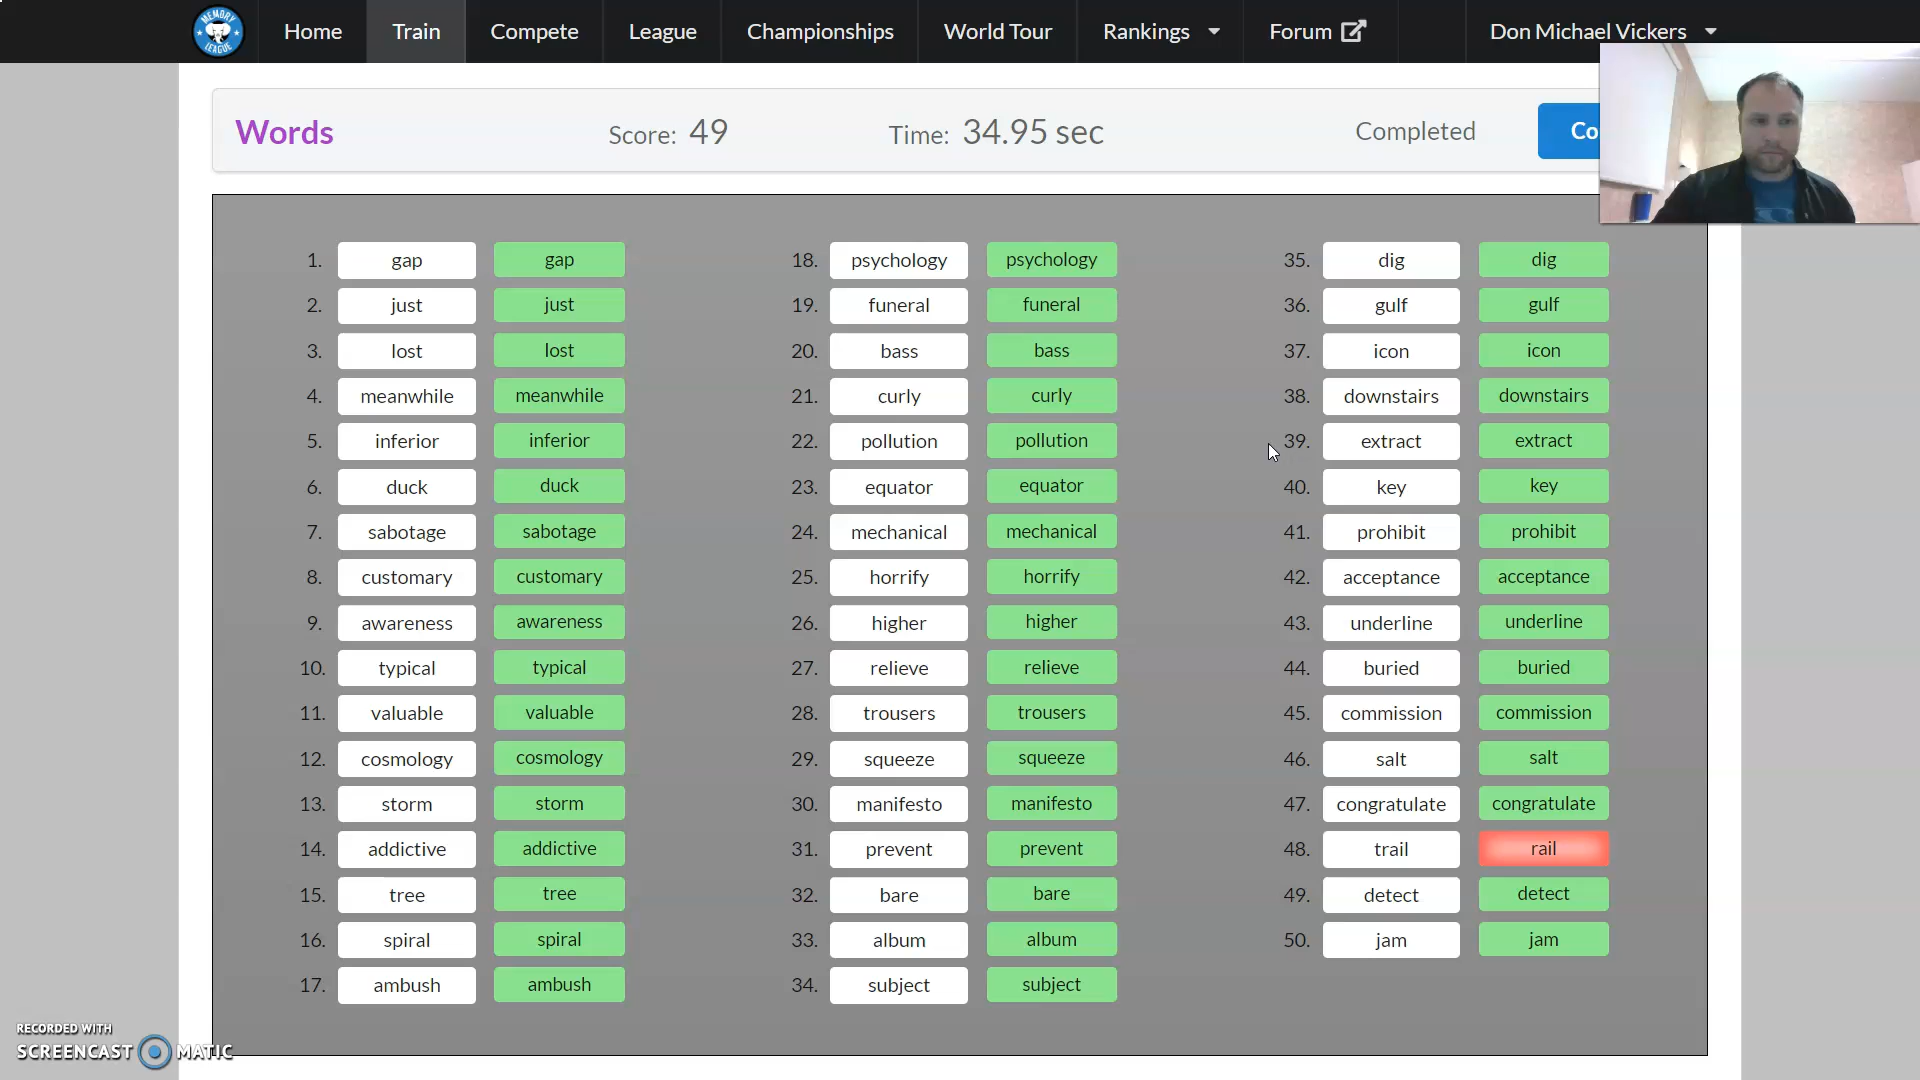 MEMORY LEAGUE Home Train Compete League Championships World Tour Rankings Forum Don Michael Vickers
Words Score: 49 Time: 34.95 sec Completed Co
1. gap gap
2. just just
3. lost lost
4. meanwhile meanwhile
5. inferior inferior
6. duck duck
7. sabotage sabotage
8. customary customary
9. awareness awareness
10. typical typical
11. valuable valuable
12. cosmology cosmology
13. storm storm
14. addictive addictive
15. tree tree
16. spiral spiral
17. ambush ambush
18. psychology psychology
19. funeral funeral
20. bass bass
21. curly curly
22. pollution pollution
23. equator equator
24. mechanical mechanical
25. horrify horrify
26. higher higher
27. relieve relieve
28. trousers trousers
29. squeeze squeeze
30. manifesto manifesto
31. prevent prevent
32. bare bare
33. album album
34. subject subject
35. dig dig
36. gulf gulf
37. icon icon
38. downstairs downstairs
39. extract extract
40. key key
41. prohibit prohibit
42. acceptance acceptance
43. underline underline
44. buried buried
45. commission commission
46. salt salt
47. congratulate congratulate
48. trail rail
49. detect detect
50. jam jam
RECORDED WITH
SCREENCAST MATIC